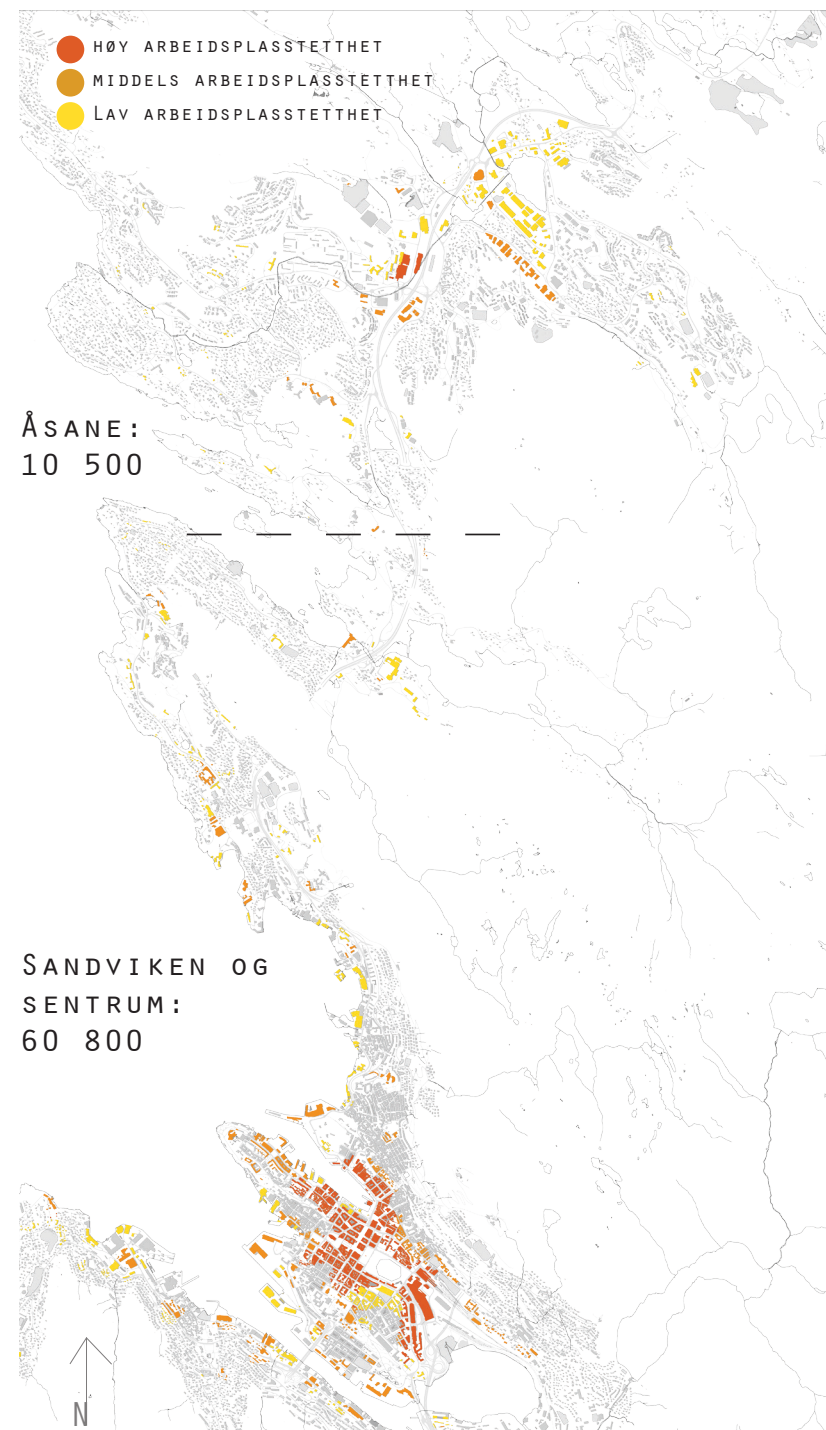 HØY ARBEIDSPLASSTETTHET
MIDDELS ARBEIDSPLASSTETTHET
LAV ARBEIDSPLASSTETTHET
ÅSANE:
10 500
SANDVIKEN OG
SENTRUM:
60 800
N